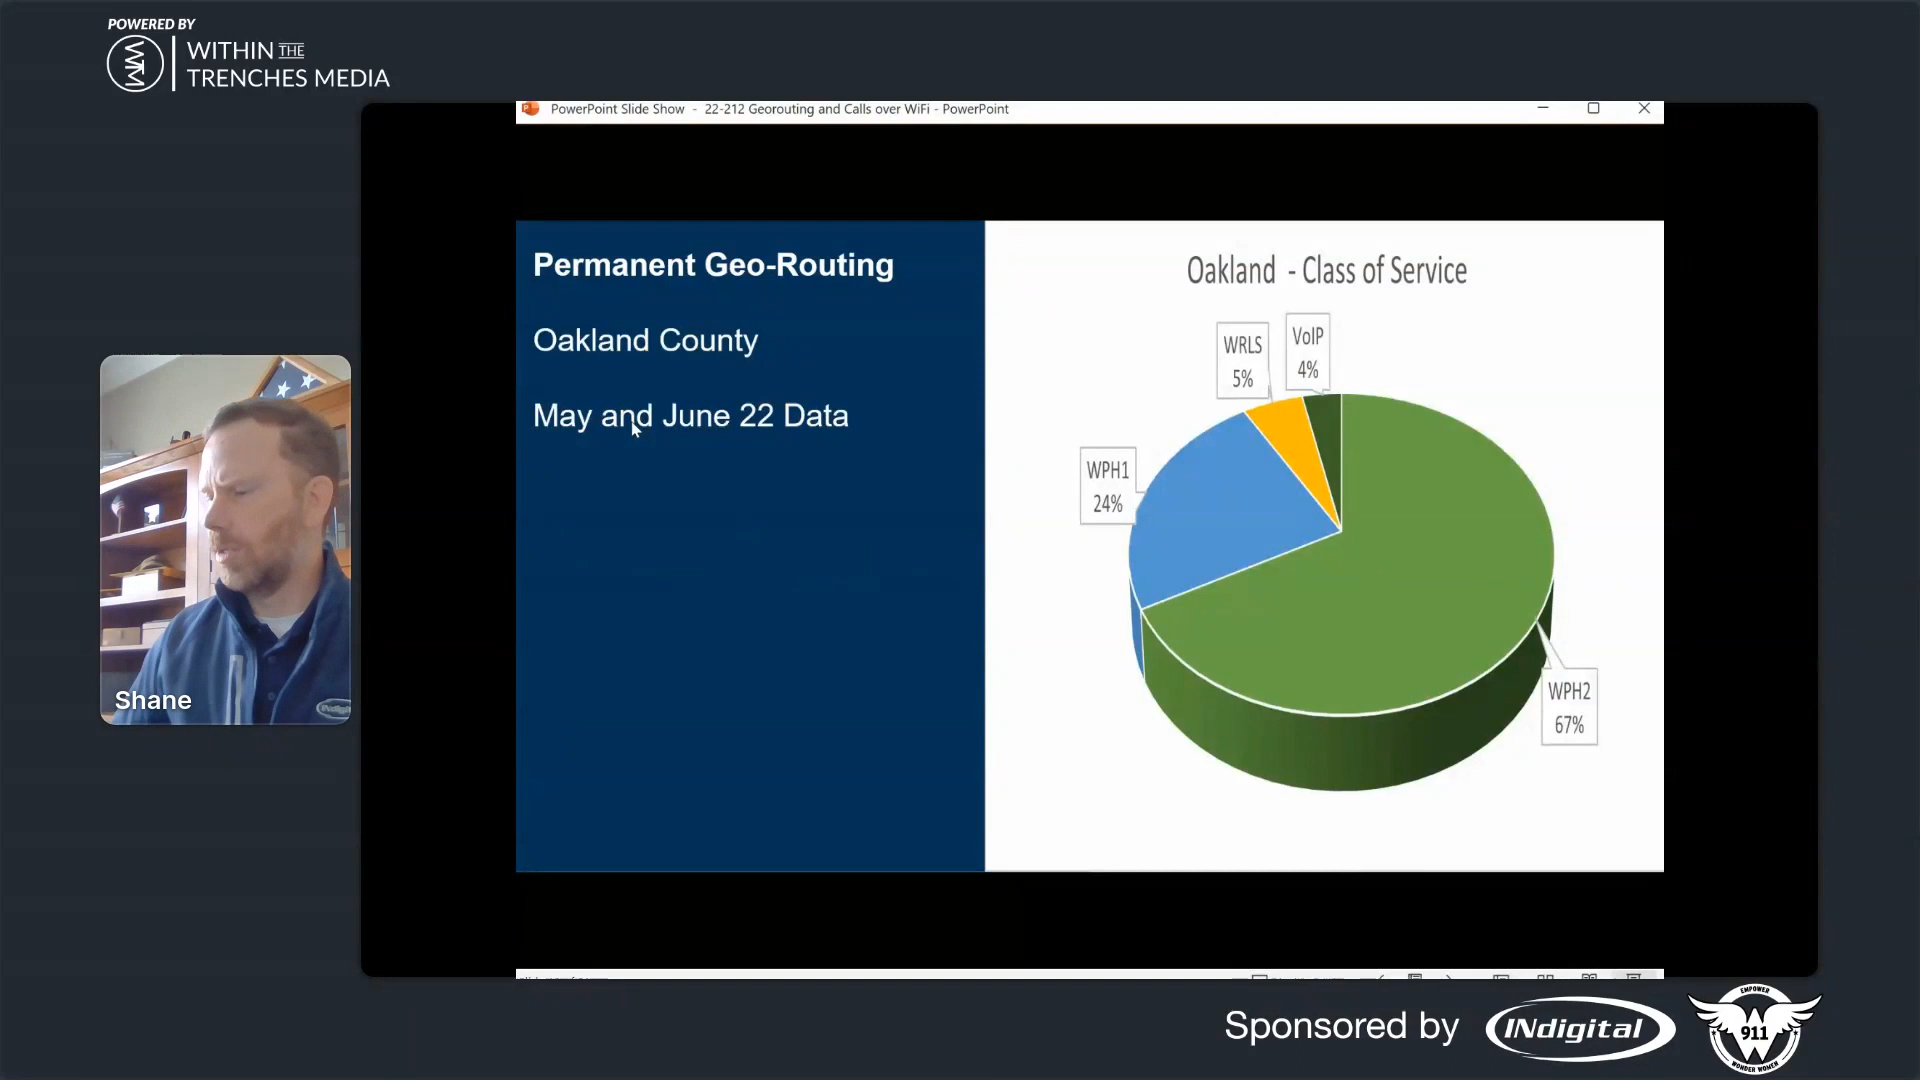 POWERED BY
WITHIN THE
TRENCHES MEDIA
WTM
PowerPoint Slide Show - 22-212 Georouting and Calls over WiFi - PowerPoint
Permanent Geo-Routing
Oakland County
May and June 22 Data
Oakland - Class of Service
VoIP
4%
WRLS
5%
WPH1
24%
WPH2
67%
Shane
INdigital
Sponsored by
INdigital
EMPOWER
W
911
WONDER WOMEN